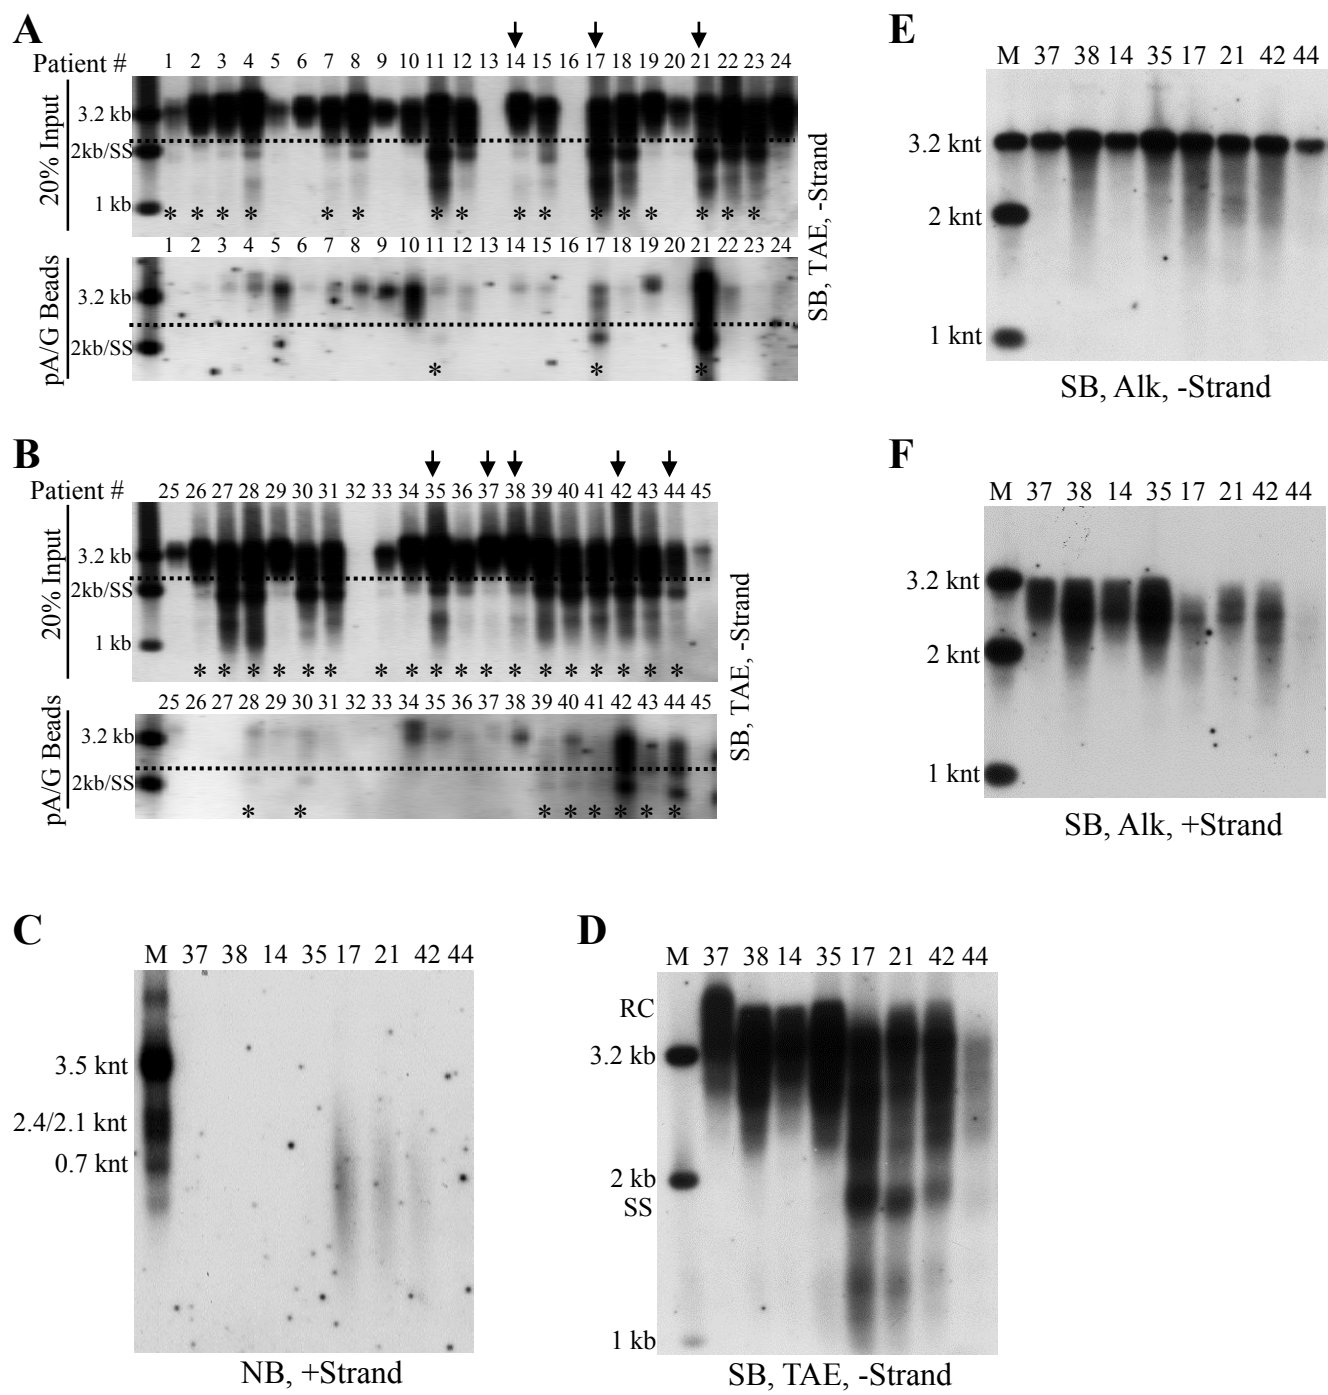 A
Patient # 1 2 3 4 5 6 7 8 9 10 11 12 13 14 15 16 17 18 19 20 21 22 23 24
20% Input
3.2 kb
2kb/SS
1 kb
* * * * * * * * * * * * * * * *
1 2 3 4 5 6 7 8 9 10 11 12 13 14 15 16 17 18 19 20 21 22 23 24
pA/G Beads
3.2 kb
2kb/SS
* * *
SB, TAE, -Strand
B
Patient # 25 26 27 28 29 30 31 32 33 34 35 36 37 38 39 40 41 42 43 44 45
20% Input
3.2 kb
2kb/SS
1 kb
* * * * * * * * * * * * * * * * * *
25 26 27 28 29 30 31 32 33 34 35 36 37 38 39 40 41 42 43 44 45
pA/G Beads
3.2 kb
2kb/SS
* * * * * * * *
SB, TAE, -Strand
C
M 37 38 14 35 17 21 42 44
3.5 knt
2.4/2.1 knt
0.7 knt
NB, +Strand
D
M 37 38 14 35 17 21 42 44
RC
3.2 kb
2 kb
SS
1 kb
SB, TAE, -Strand
E
M 37 38 14 35 17 21 42 44
3.2 knt
2 knt
1 knt
SB, Alk, -Strand
F
M 37 38 14 35 17 21 42 44
3.2 knt
2 knt
1 knt
SB, Alk, +Strand